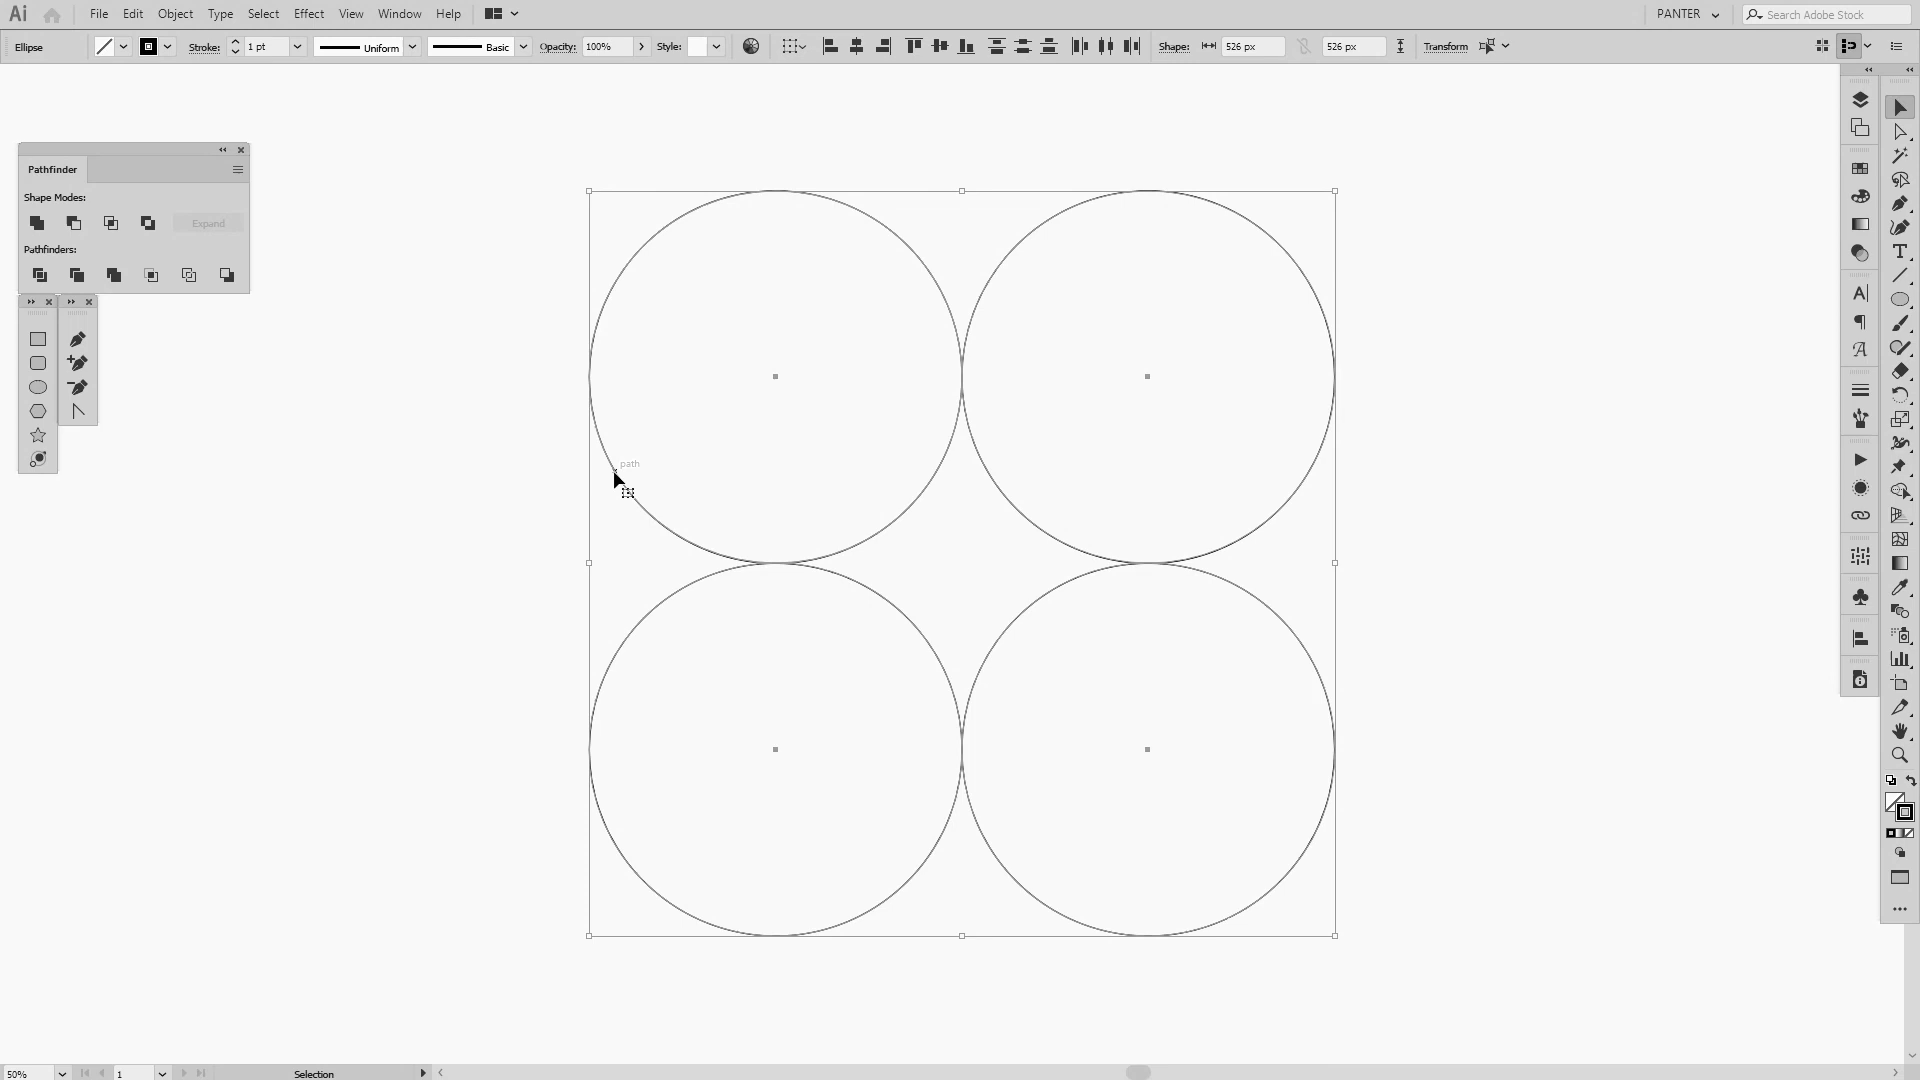 Ai File Edit Object Type Select Effect View Window Help PANTER Search Adobe Stock
Ellipse Stroke: 1 pt Uniform Basic Opacity: 100% Style: Shape: 526 px 526 px Transform
Pathfinder
Shape Modes:
Expand
Pathfinders:
path
50% 1 Selection